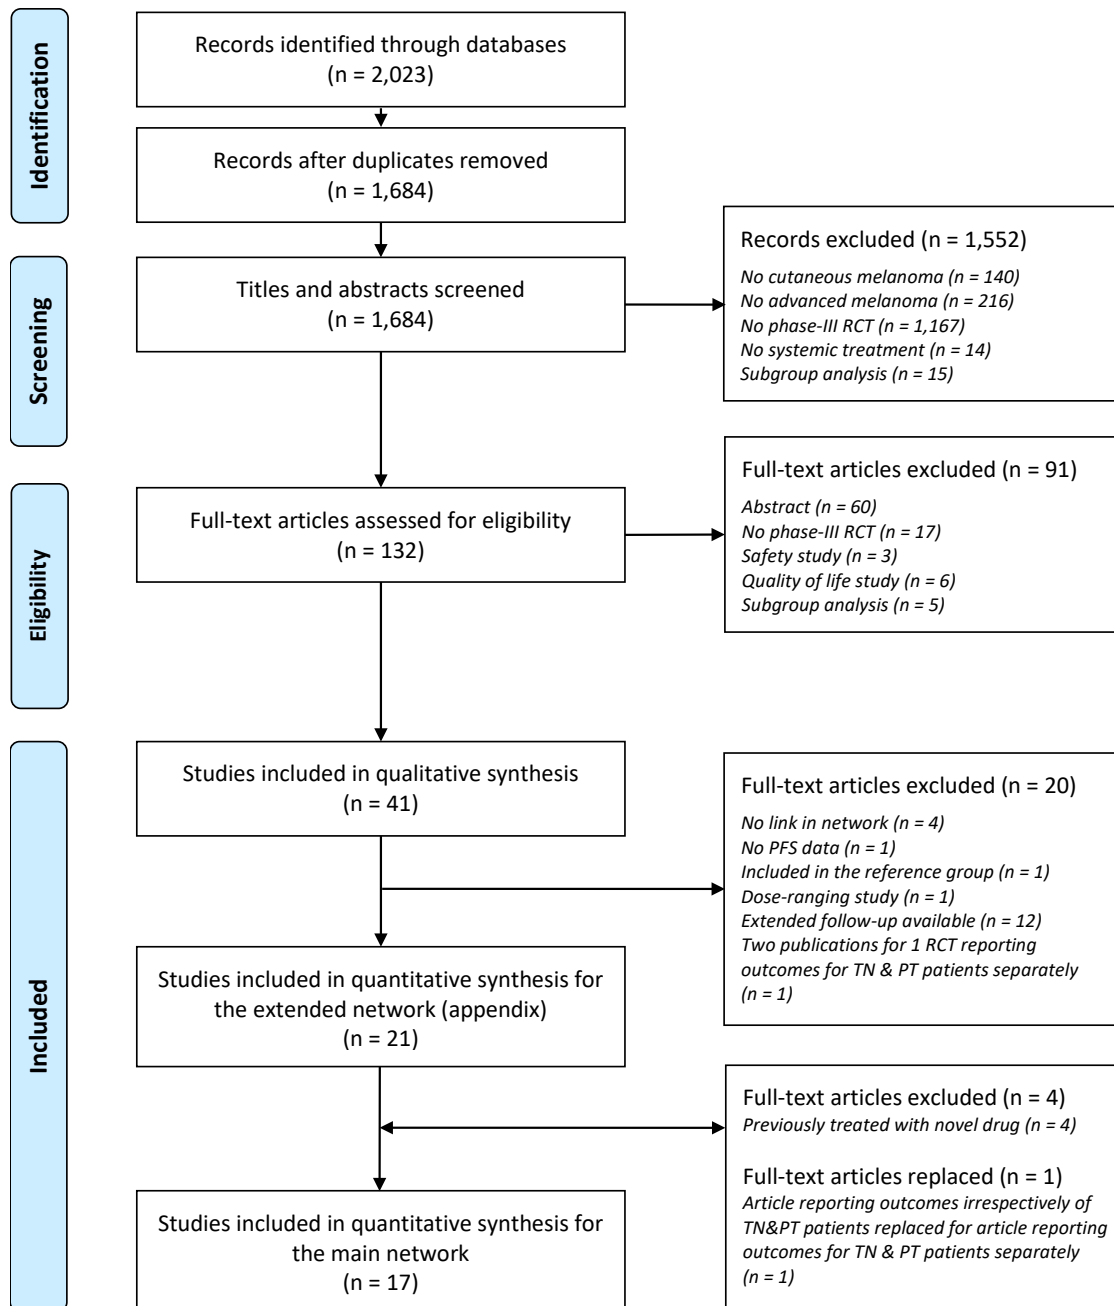 Identification
Records identified through databases
(n = 2,023)
Records after duplicates removed
(n = 1,684)
Screening
Titles and abstracts screened
(n = 1,684)
Records excluded (n = 1,552)
No cutaneous melanoma (n = 140)
No advanced melanoma (n = 216)
No phase-III RCT (n = 1,167)
No systemic treatment (n = 14)
Subgroup analysis (n = 15)
Eligibility
Full-text articles assessed for eligibility
(n = 132)
Full-text articles excluded (n = 91)
Abstract (n = 60)
No phase-III RCT (n = 17)
Safety study (n = 3)
Quality of life study (n = 6)
Subgroup analysis (n = 5)
Included
Studies included in qualitative synthesis
(n = 41)
Full-text articles excluded (n = 20)
No link in network (n = 4)
No PFS data (n = 1)
Included in the reference group (n = 1)
Dose-ranging study (n = 1)
Extended follow-up available (n = 12)
Two publications for 1 RCT reporting
outcomes for TN & PT patients separately
(n = 1)
Studies included in quantitative synthesis for
the extended network (appendix)
(n = 21)
Full-text articles excluded (n = 4)
Previously treated with novel drug (n = 4)
Full-text articles replaced (n = 1)
Article reporting outcomes irrespectively of
TN&PT patients replaced for article reporting
outcomes for TN & PT patients separately
(n = 1)
Studies included in quantitative synthesis for
the main network
(n = 17)